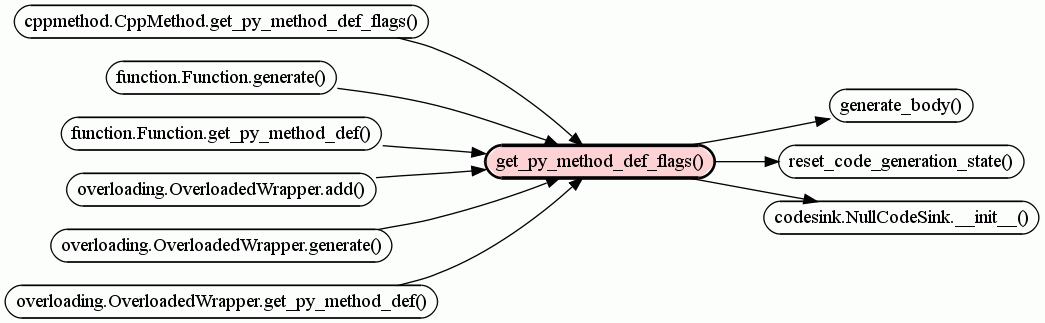 cppmethod.CppMethod.get_py_method_def_flags()
function.Function.generate()
function.Function.get_py_method_def()
overloading.OverloadedWrapper.add()
overloading.OverloadedWrapper.generate()
overloading.OverloadedWrapper.get_py_method_def()
get_py_method_def_flags()
generate_body()
reset_code_generation_state()
codesink.NullCodeSink.__init__()